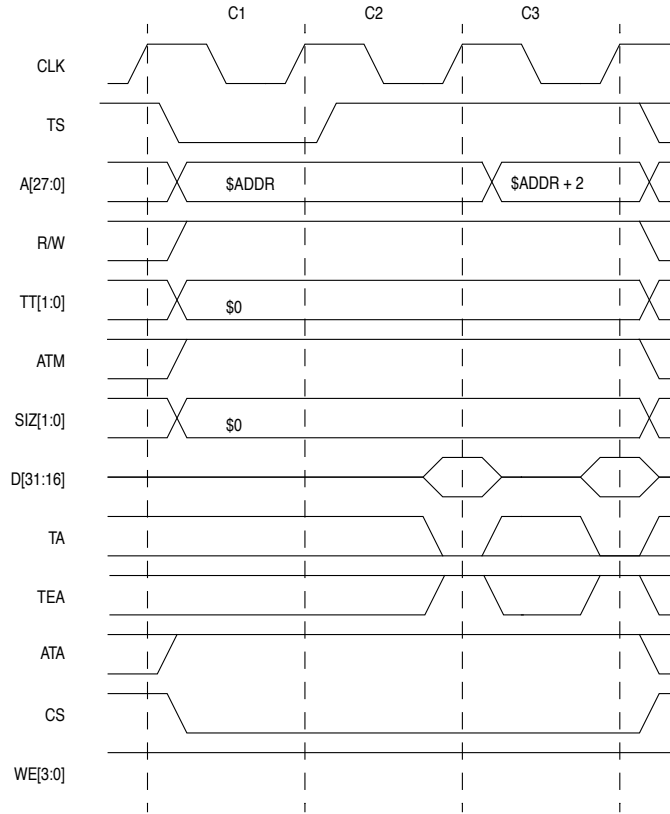 C1 C2 C3
CLK
TS
A[27:0] $ADDR $ADDR + 2
R/W
TT[1:0] $0
ATM
SIZ[1:0] $0
D[31:16]
TA
TEA
ATA
CS
WE[3:0]